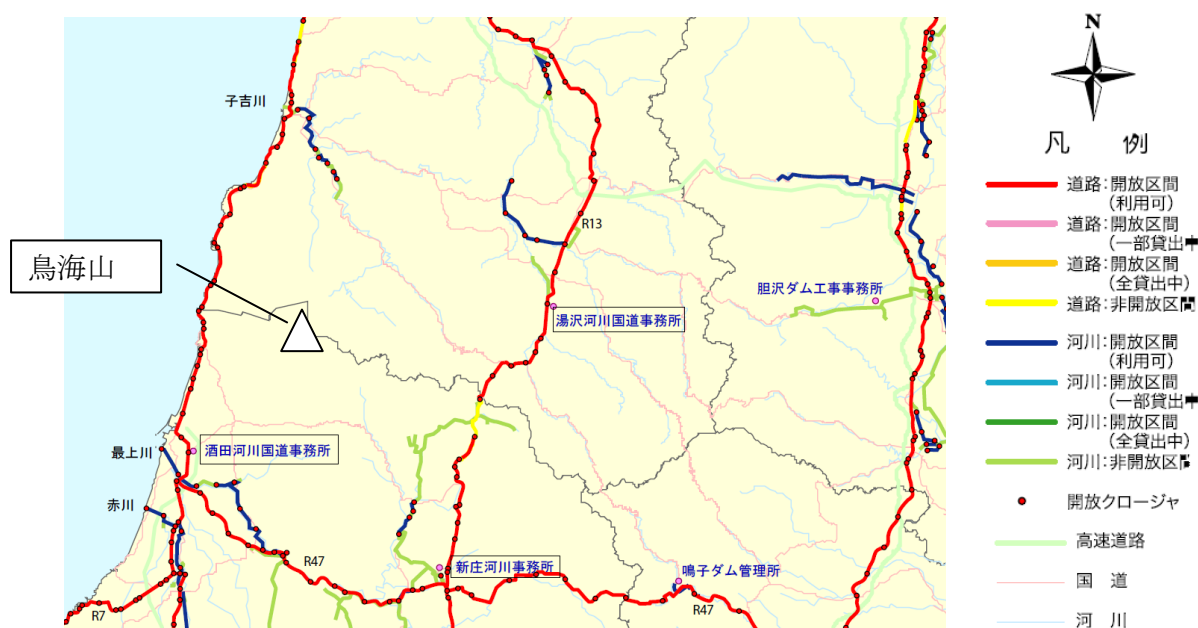 子吉川
鳥海山
R13
胆沢ダム工事事務所
湯沢河川国道事務所
最上川
酒田河川国道事務所
赤川
R47
新庄河川事務所
鳴子ダム管理所
R7
R47
N
凡 例
道路:開放区間
(利用可)
道路:開放区間
(一部貸出中
道路:開放区間
(全貸出中)
道路:非開放区間
河川:開放区間
(利用可)
河川:開放区間
(一部貸出中
河川:開放区間
(全貸出中)
河川:非開放区間
開放クロージャ
高速道路
国 道
河 川